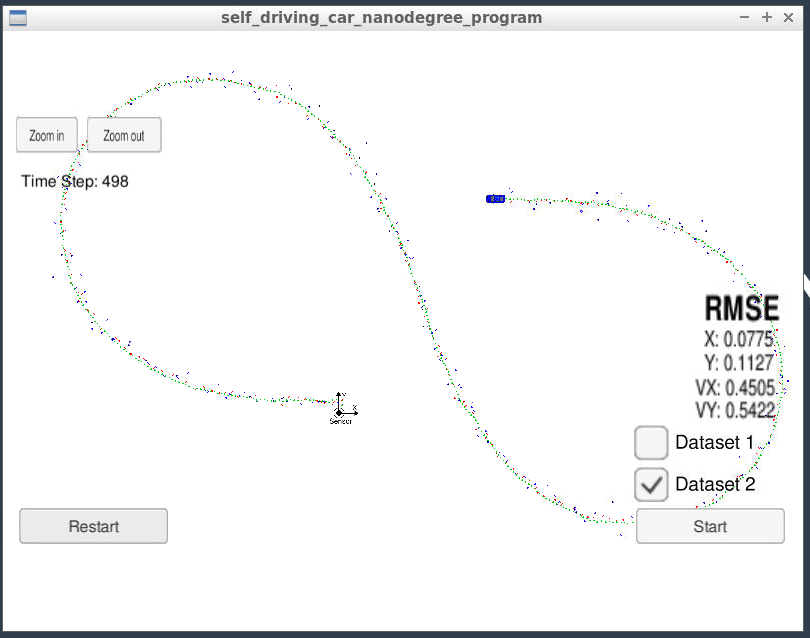 self_driving_car_nanodegree_program
Zoom in
Zoom out
Time Step: 498
RMSE
X: 0.0775
Y: 0.1127
VX: 0.4505
VY: 0.5422
X
Sensor
Dataset 1
Dataset 2
Restart
Start